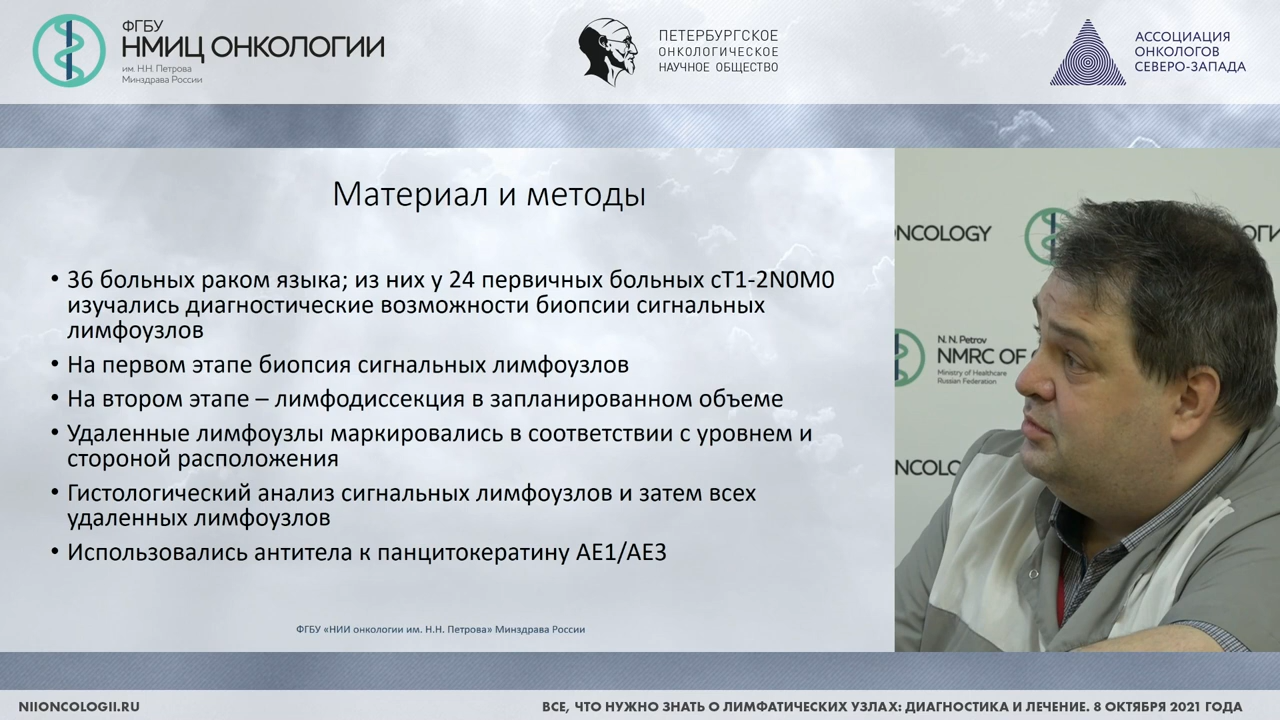 ФГБУ
НМИЦ ОНКОЛОГИИ
им. Н.Н. Петрова
Минздрава России
ПЕТЕРБУРГСКОЕ
ОНКОЛОГИЧЕСКОЕ
НАУЧНОЕ ОБЩЕСТВО
АССОЦИАЦИЯ
ОНКОЛОГОВ
СЕВЕРО-ЗАПАДА
Материал и методы
• 36 больных раком языка; из них у 24 первичных больных cT1-2N0M0
изучались диагностические возможности биопсии сигнальных
лимфоузлов
• На первом этапе биопсия сигнальных лимфоузлов
• На втором этапе – лимфодиссекция в запланированном объеме
• Удаленные лимфоузлы маркировались в соответствии с уровнем и
стороной расположения
• Гистологический анализ сигнальных лимфоузлов и затем всех
удаленных лимфоузлов
• Использовались антитела к панцитокератину AE1/AE3
ФГБУ «НИИ онкологии им. Н.Н. Петрова» Минздрава России
NCOLOGY
N. N. Petrov
NMRC OF
Ministry of Healthcare
Russian Federation
NCOLO
NIIONCOLOGII.RU
ВСЕ, ЧТО НУЖНО ЗНАТЬ О ЛИМФАТИЧЕСКИХ УЗЛАХ: ДИАГНОСТИКА И ЛЕЧЕНИЕ. 8 ОКТЯБРЯ 2021 ГОДА